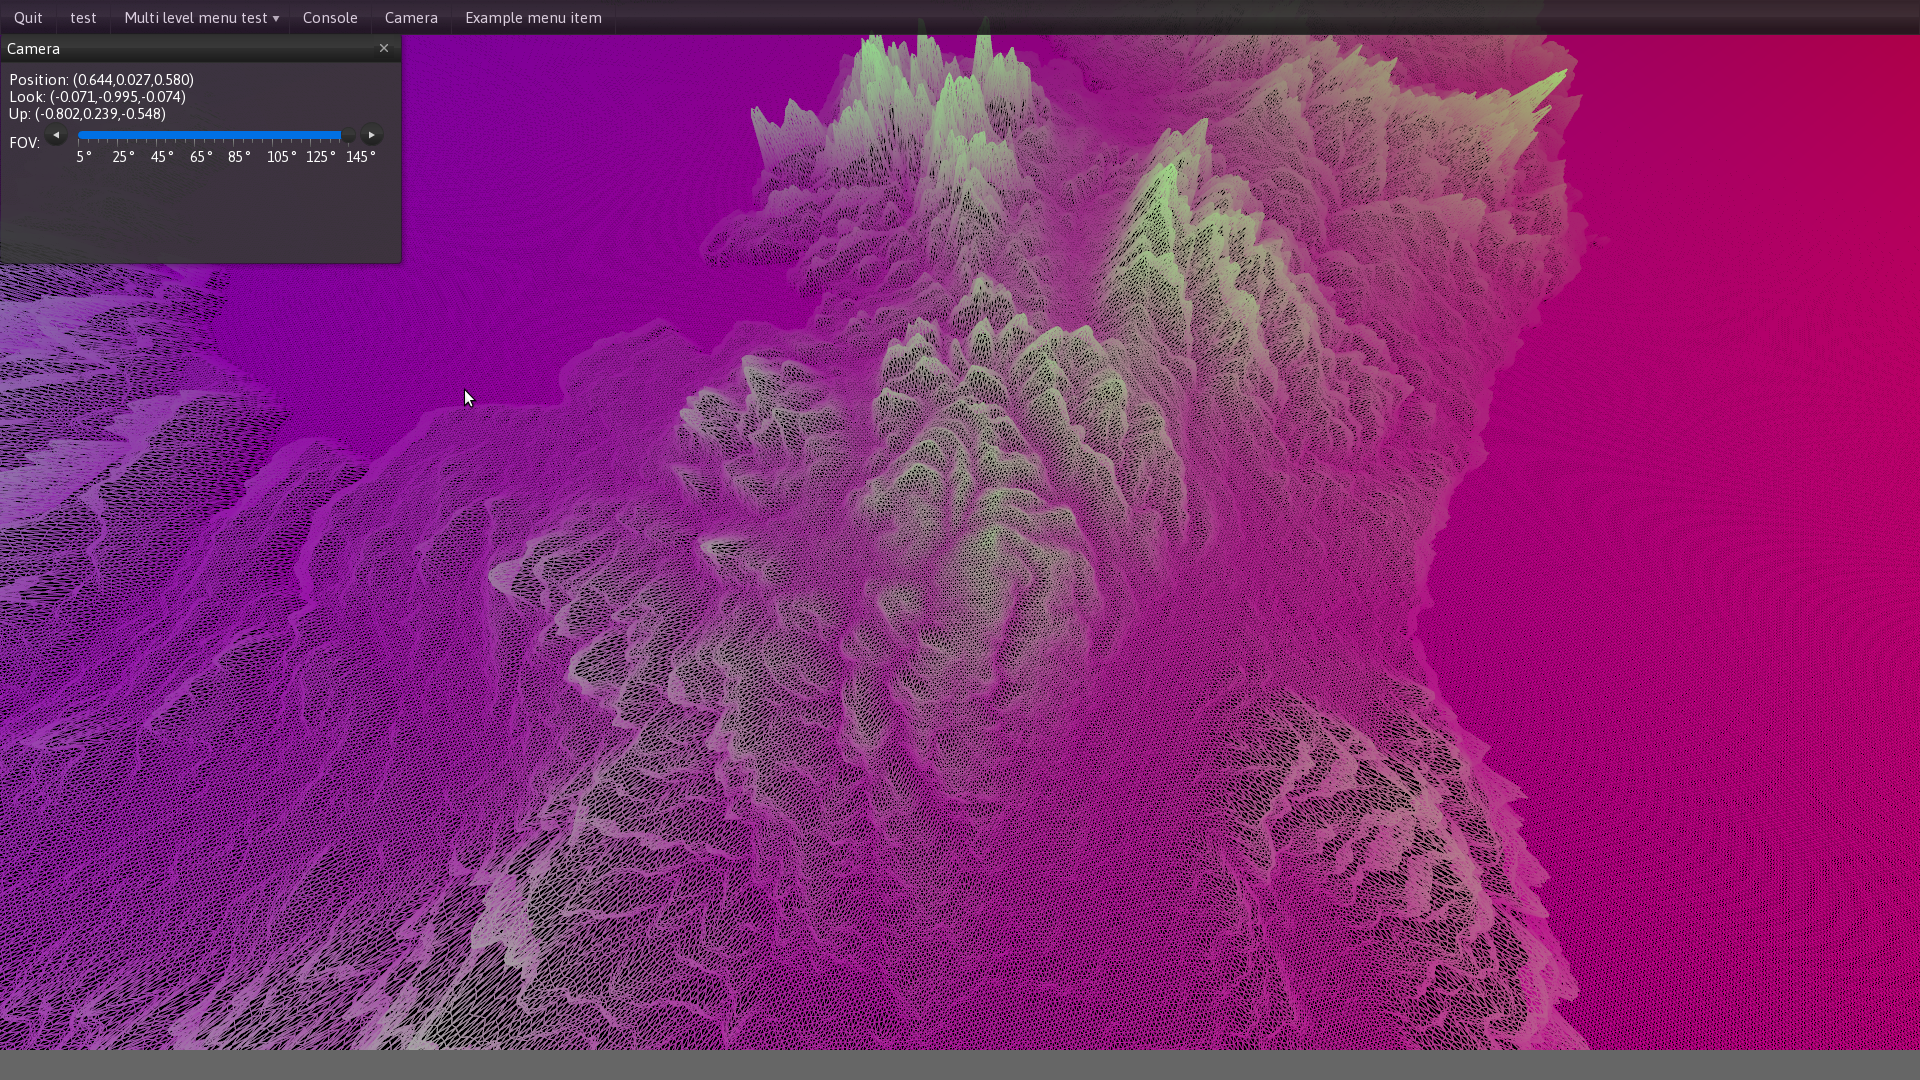 Quit test Multi level menu test Console Camera Example menu item
Camera
Position: (0.644,0.027,0.580)
Look: (-0.071,-0.995,-0.074)
Up: (-0.802,0.239,-0.548)
FOV:
5° 25° 45° 65° 85° 105° 125° 145°